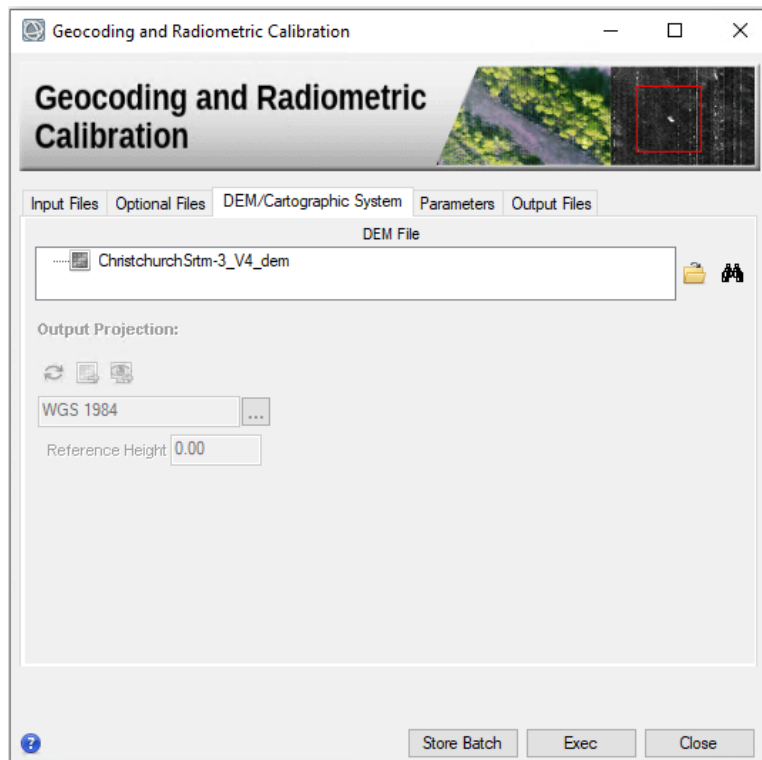 Geocoding and Radiometric Calibration
Geocoding and Radiometric
Calibration
Input Files
Optional Files
DEM/Cartographic System
Parameters
Output Files
DEM File
ChristchurchSrtm-3_V4_dem
Output Projection:
WGS 1984
...
Reference Height 0.00
?
Store Batch
Exec
Close